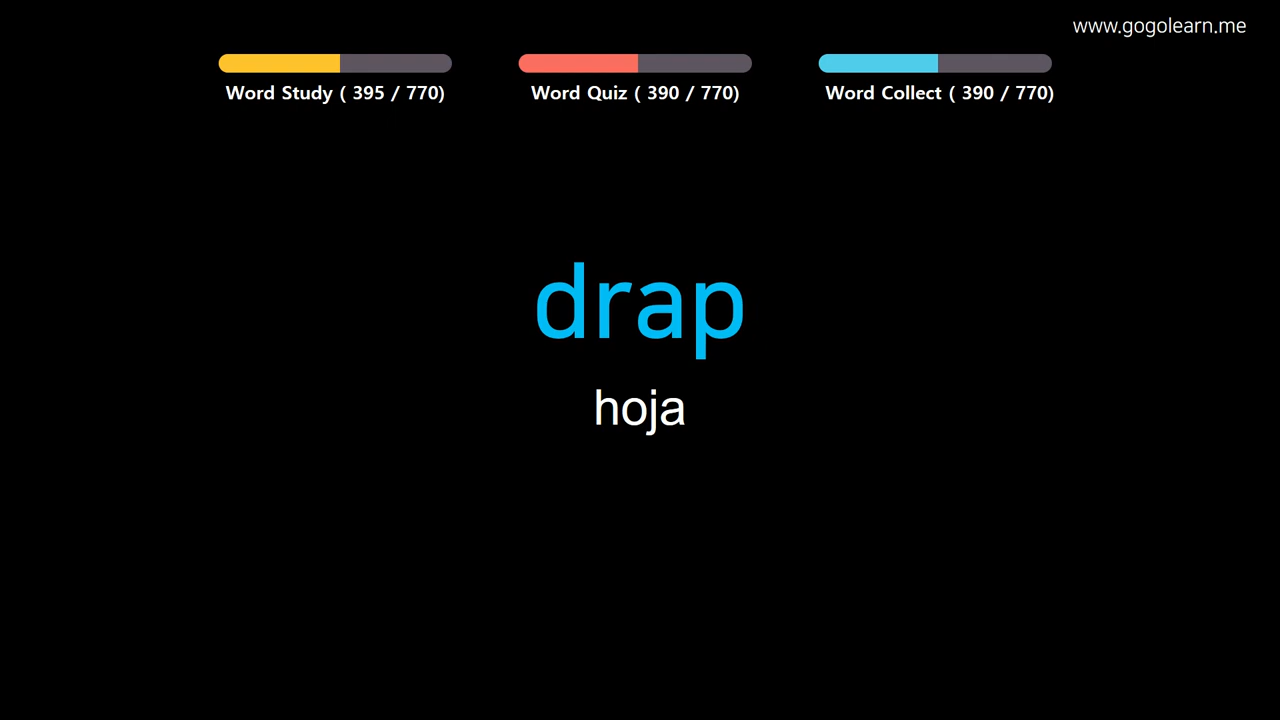 www.gogolearn.me
Word Study ( 395 / 770)
Word Quiz ( 390 / 770)
Word Collect ( 390 / 770)
drap
hoja